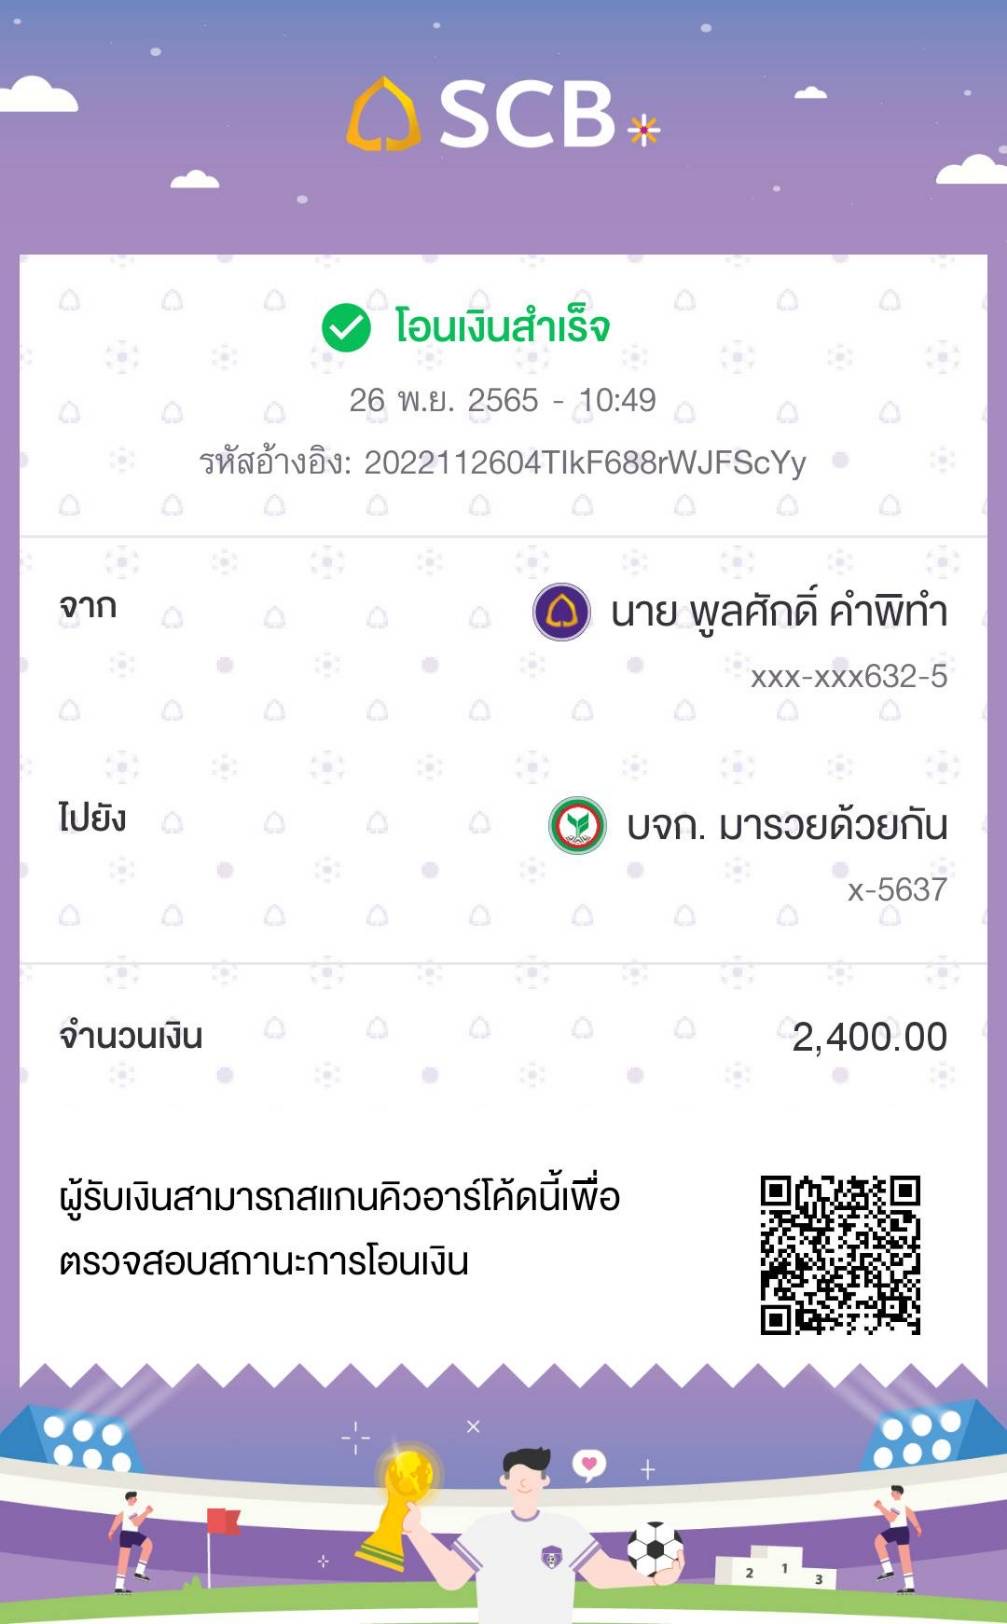 SCB
โอนเงินสำเร็จ
26 พ.ย. 2565 - 10:49
รหัสอ้างอิง: 2022112604TIkF688rWJFScYy
จาก
นาย พูลศักดิ์ คำพิทำ
xxx-xxx632-5
ไปยัง
บจก. มารวยด้วยกัน
x-5637
จำนวนเงิน
2,400.00
ผู้รับเงินสามารถสแกนคิวอาร์โค้ดนี้เพื่อ
ตรวจสอบสถานะการโอนเงิน
2 1 3